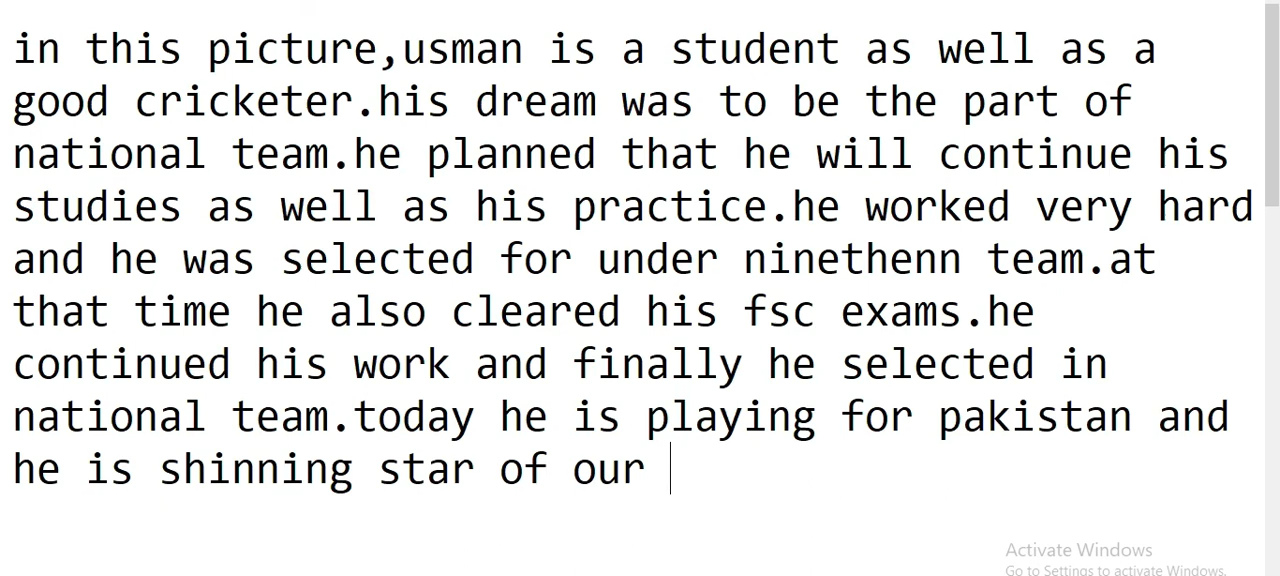 in this picture,usman is a student as well as a
good cricketer.his dream was to be the part of
national team.he planned that he will continue his
studies as well as his practice.he worked very hard
and he was selected for under ninethenn team.at
that time he also cleared his fsc exams.he
continued his work and finally he selected in
national team.today he is playing for pakistan and
he is shinning star of our
Activate Windows
Go to Settings to activate Windows.